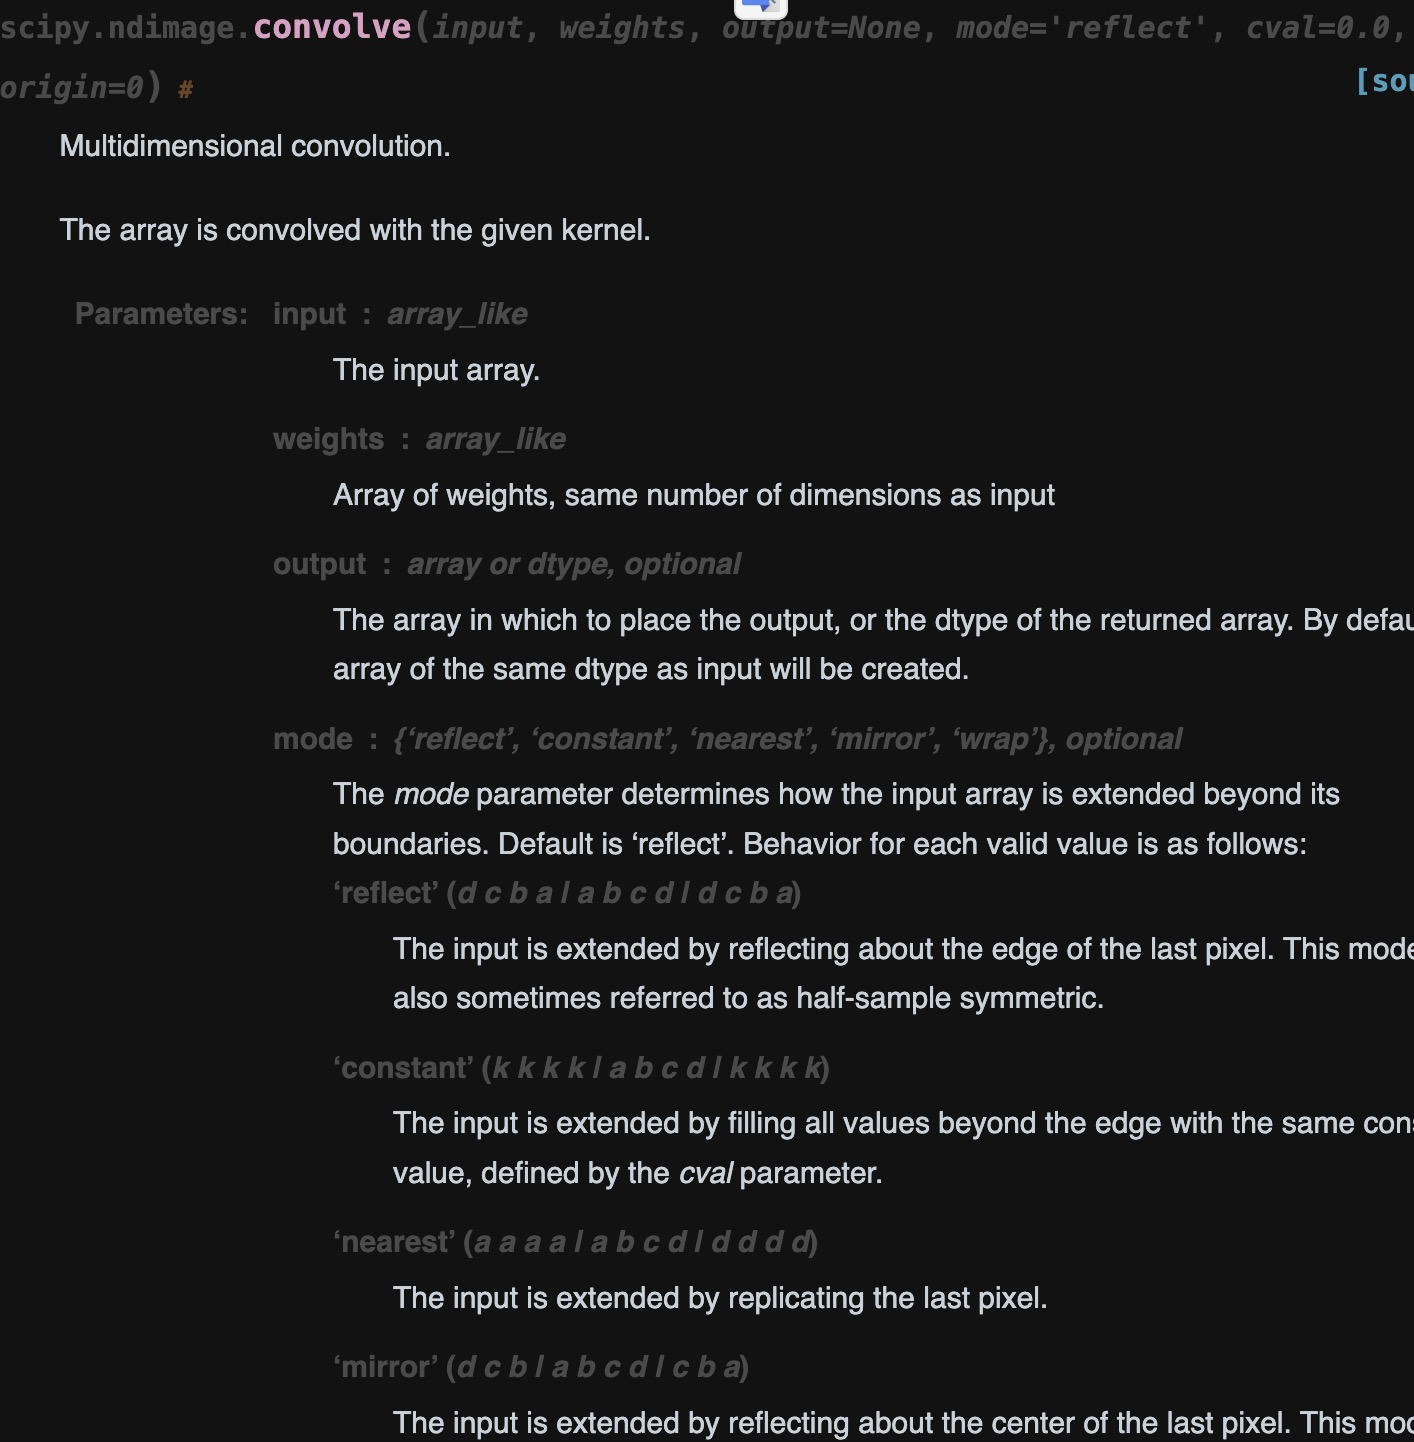 scipy.ndimage.convolve(input, weights, output=None, mode='reflect', cval=0.0,
origin=0) #
[sou
Multidimensional convolution.
The array is convolved with the given kernel.
Parameters: input : array_like
The input array.
weights : array_like
Array of weights, same number of dimensions as input
output : array or dtype, optional
The array in which to place the output, or the dtype of the returned array. By defau
array of the same dtype as input will be created.
mode : {‘reflect’, ‘constant’, ‘nearest’, ‘mirror’, ‘wrap’}, optional
The mode parameter determines how the input array is extended beyond its
boundaries. Default is ‘reflect’. Behavior for each valid value is as follows:
‘reflect’ (d c b a | a b c d | d c b a)
The input is extended by reflecting about the edge of the last pixel. This mode
also sometimes referred to as half-sample symmetric.
‘constant’ (k k k k | a b c d | k k k k)
The input is extended by filling all values beyond the edge with the same cons
value, defined by the cval parameter.
‘nearest’ (a a a a | a b c d | d d d d)
The input is extended by replicating the last pixel.
‘mirror’ (d c b | a b c d | c b a)
The input is extended by reflecting about the center of the last pixel. This mod